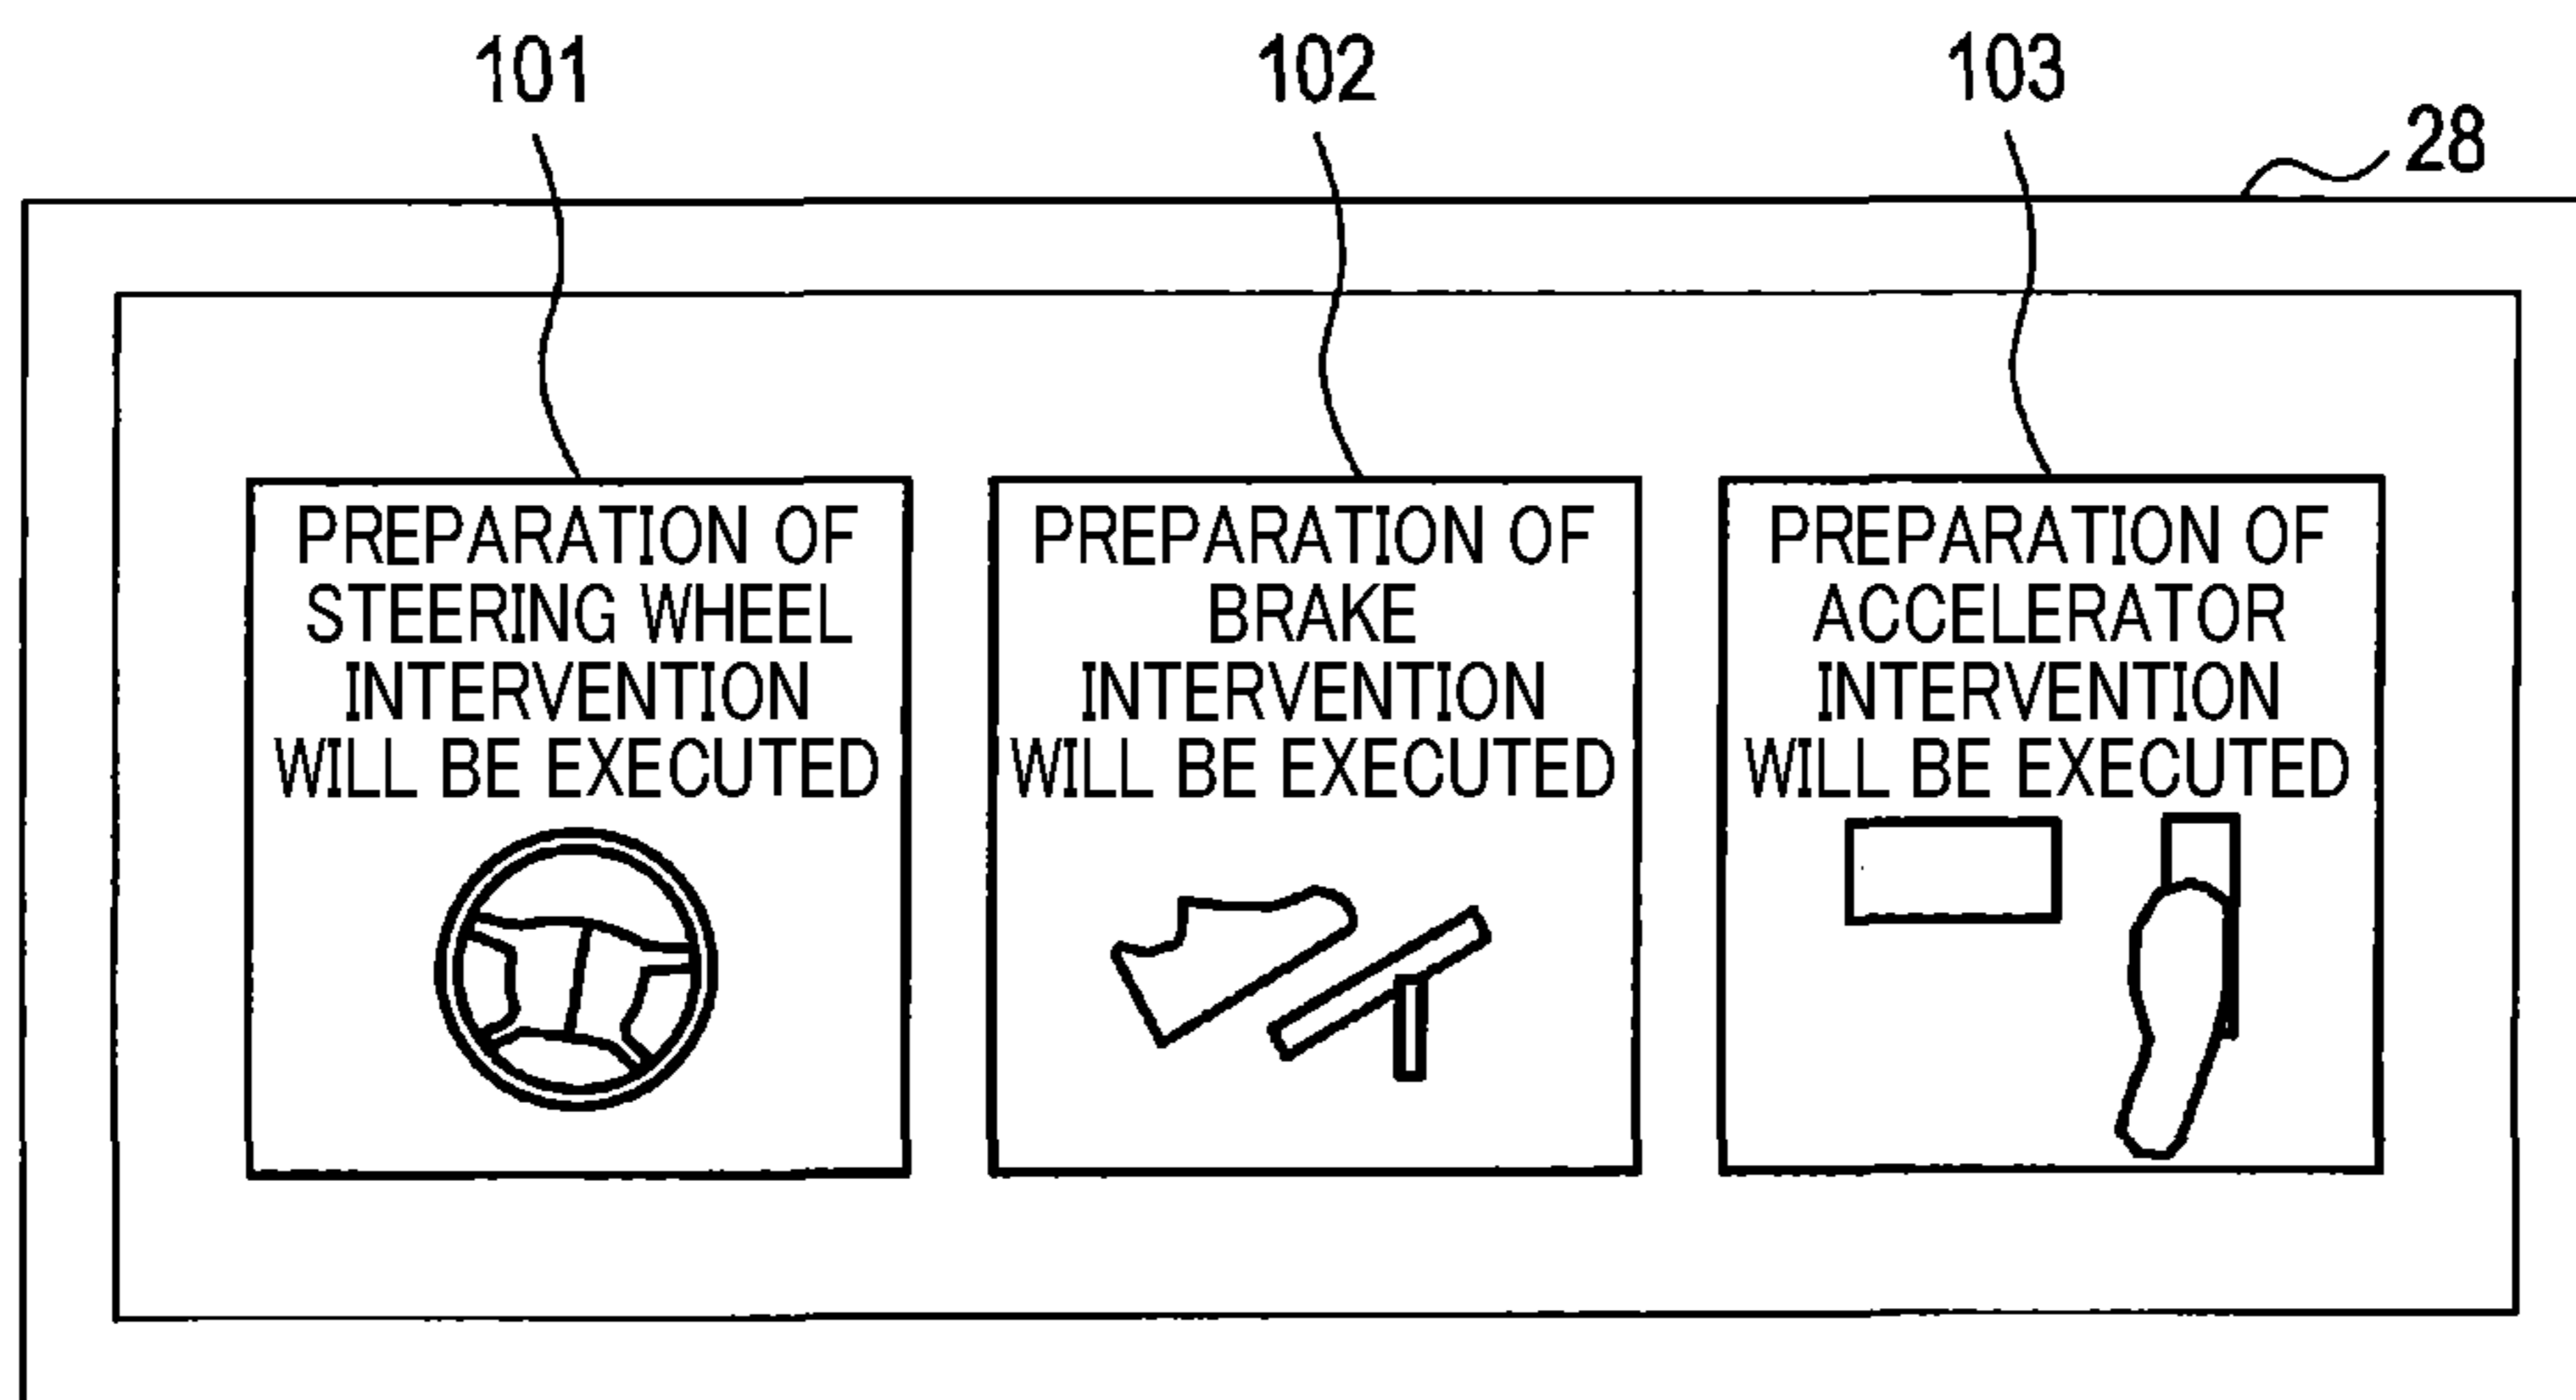 101
102
103
28
PREPARATION OF
STEERING WHEEL
INTERVENTION
WILL BE EXECUTED
PREPARATION OF
BRAKE
INTERVENTION
WILL BE EXECUTED
PREPARATION OF
ACCELERATOR
INTERVENTION
WILL BE EXECUTED